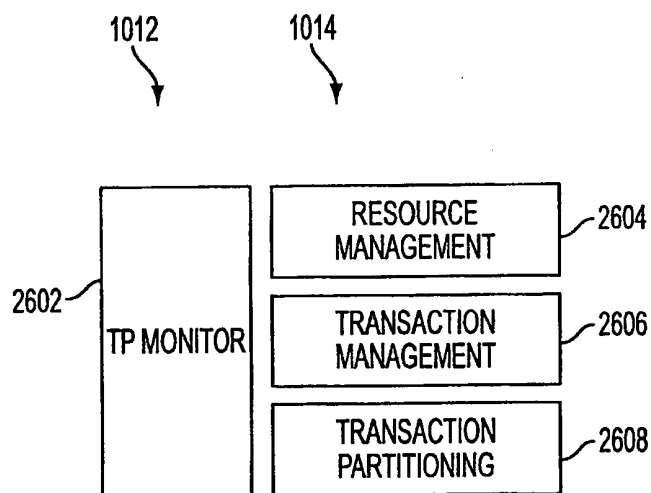 1012
1014
RESOURCE
MANAGEMENT
2604
2602
TP MONITOR
TRANSACTION
MANAGEMENT
2606
TRANSACTION
PARTITIONING
2608